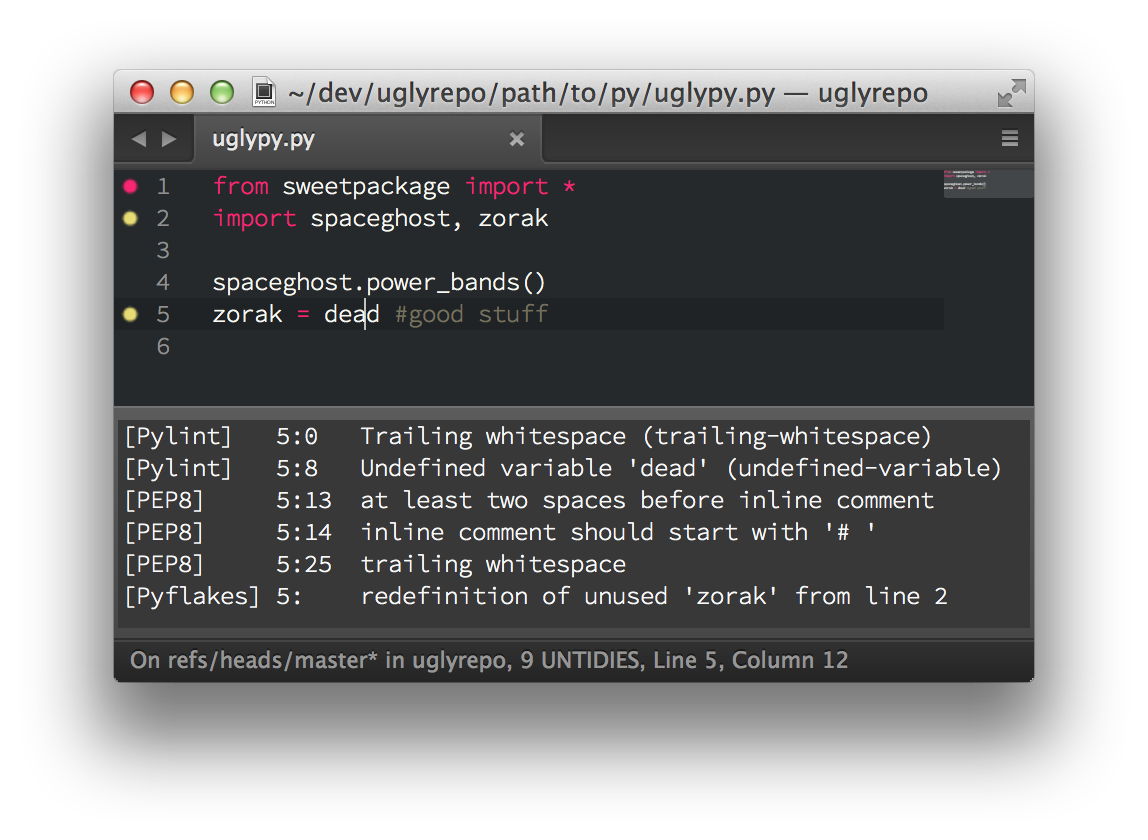 ~/dev/uglyrepo/path/to/py/uglypy.py — uglyrepo
uglypy.py
1 from sweetpackage import *
2 import spaceghost, zorak
3
4 spaceghost.power_bands()
5 zorak = dead #good stuff
6
[Pylint] 5:0 Trailing whitespace (trailing-whitespace)
[Pylint] 5:8 Undefined variable 'dead' (undefined-variable)
[PEP8] 5:13 at least two spaces before inline comment
[PEP8] 5:14 inline comment should start with '# '
[PEP8] 5:25 trailing whitespace
[Pyflakes] 5: redefinition of unused 'zorak' from line 2
On refs/heads/master* in uglyrepo, 9 UNTIDIES, Line 5, Column 12